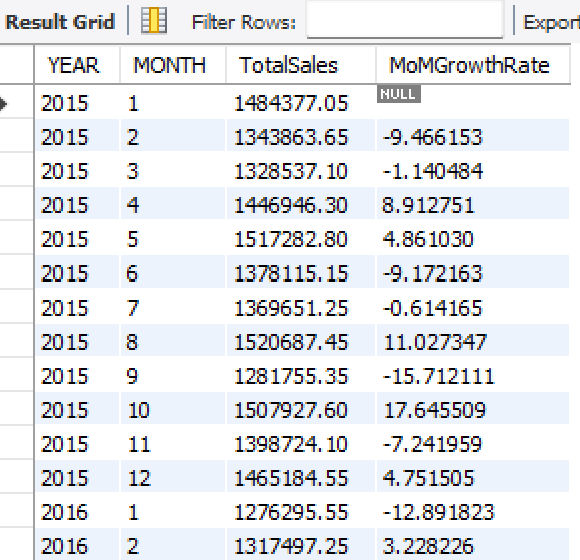 Result Grid Filter Rows: Export
YEAR MONTH TotalSales MoMGrowthRate
2015 1 1484377.05 NULL
2015 2 1343863.65 -9.466153
2015 3 1328537.10 -1.140484
2015 4 1446946.30 8.912751
2015 5 1517282.80 4.861030
2015 6 1378115.15 -9.172163
2015 7 1369651.25 -0.614165
2015 8 1520687.45 11.027347
2015 9 1281755.35 -15.712111
2015 10 1507927.60 17.645509
2015 11 1398724.10 -7.241959
2015 12 1465184.55 4.751505
2016 1 1276295.55 -12.891823
2016 2 1317497.25 3.228226